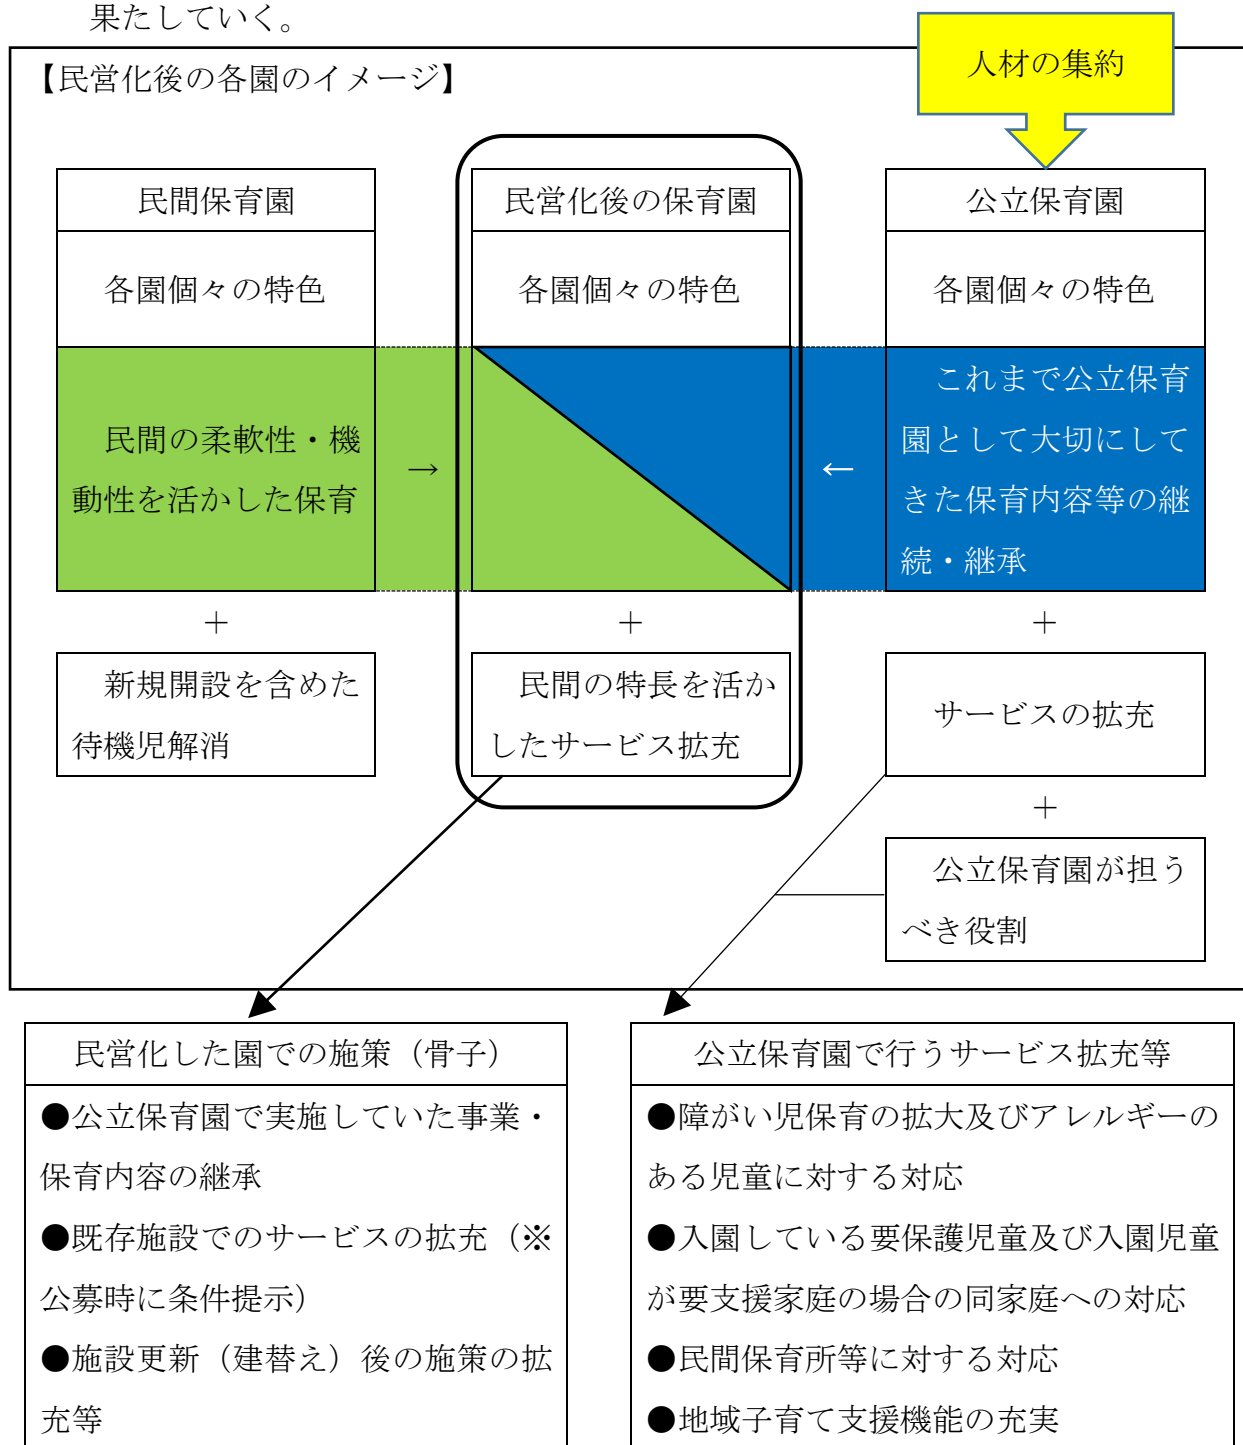 果たしていく。
人材の集約
【民営化後の各園のイメージ】
民間保育園
各園個々の特色
民間の柔軟性・機
動性を活かした保育
→
＋
新規開設を含めた
待機児解消
民営化後の保育園
各園個々の特色
＋
民間の特長を活か
したサービス拡充
←
公立保育園
各園個々の特色
これまで公立保育
園として大切にして
きた保育内容等の継
続・継承
＋
サービスの拡充
＋
公立保育園が担う
べき役割
民営化した園での施策（骨子）
●公立保育園で実施していた事業・
保育内容の継承
●既存施設でのサービスの拡充（※
公募時に条件提示）
●施設更新（建替え）後の施策の拡
充等
公立保育園で行うサービス拡充等
●障がい児保育の拡大及びアレルギーの
ある児童に対する対応
●入園している要保護児童及び入園児童
が要支援家庭の場合の同家庭への対応
●民間保育所等に対する対応
●地域子育て支援機能の充実